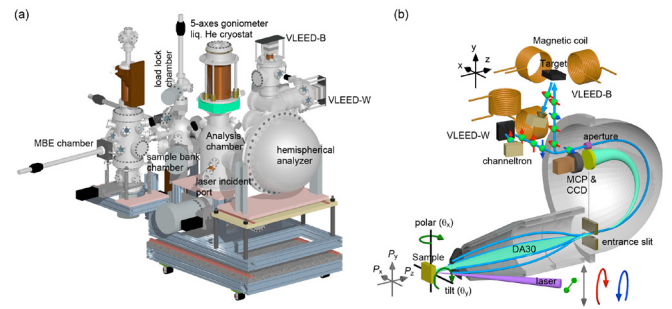 (a)
5-axes goniometer
liq. He cryostat
load lock
chamber
VLEED-B
VLEED-W
MBE chamber
sample bank
chamber
Analysis
chamber
hemispherical
analyzer
laser incident
port
(b)
Magnetic coil
y
x
z
Target
VLEED-B
VLEED-W
channeltron
aperture
MCP &
CCD
polar (θx)
entrance slit
DA30
Py
Px
Pz
Sample
tilt (θy)
laser